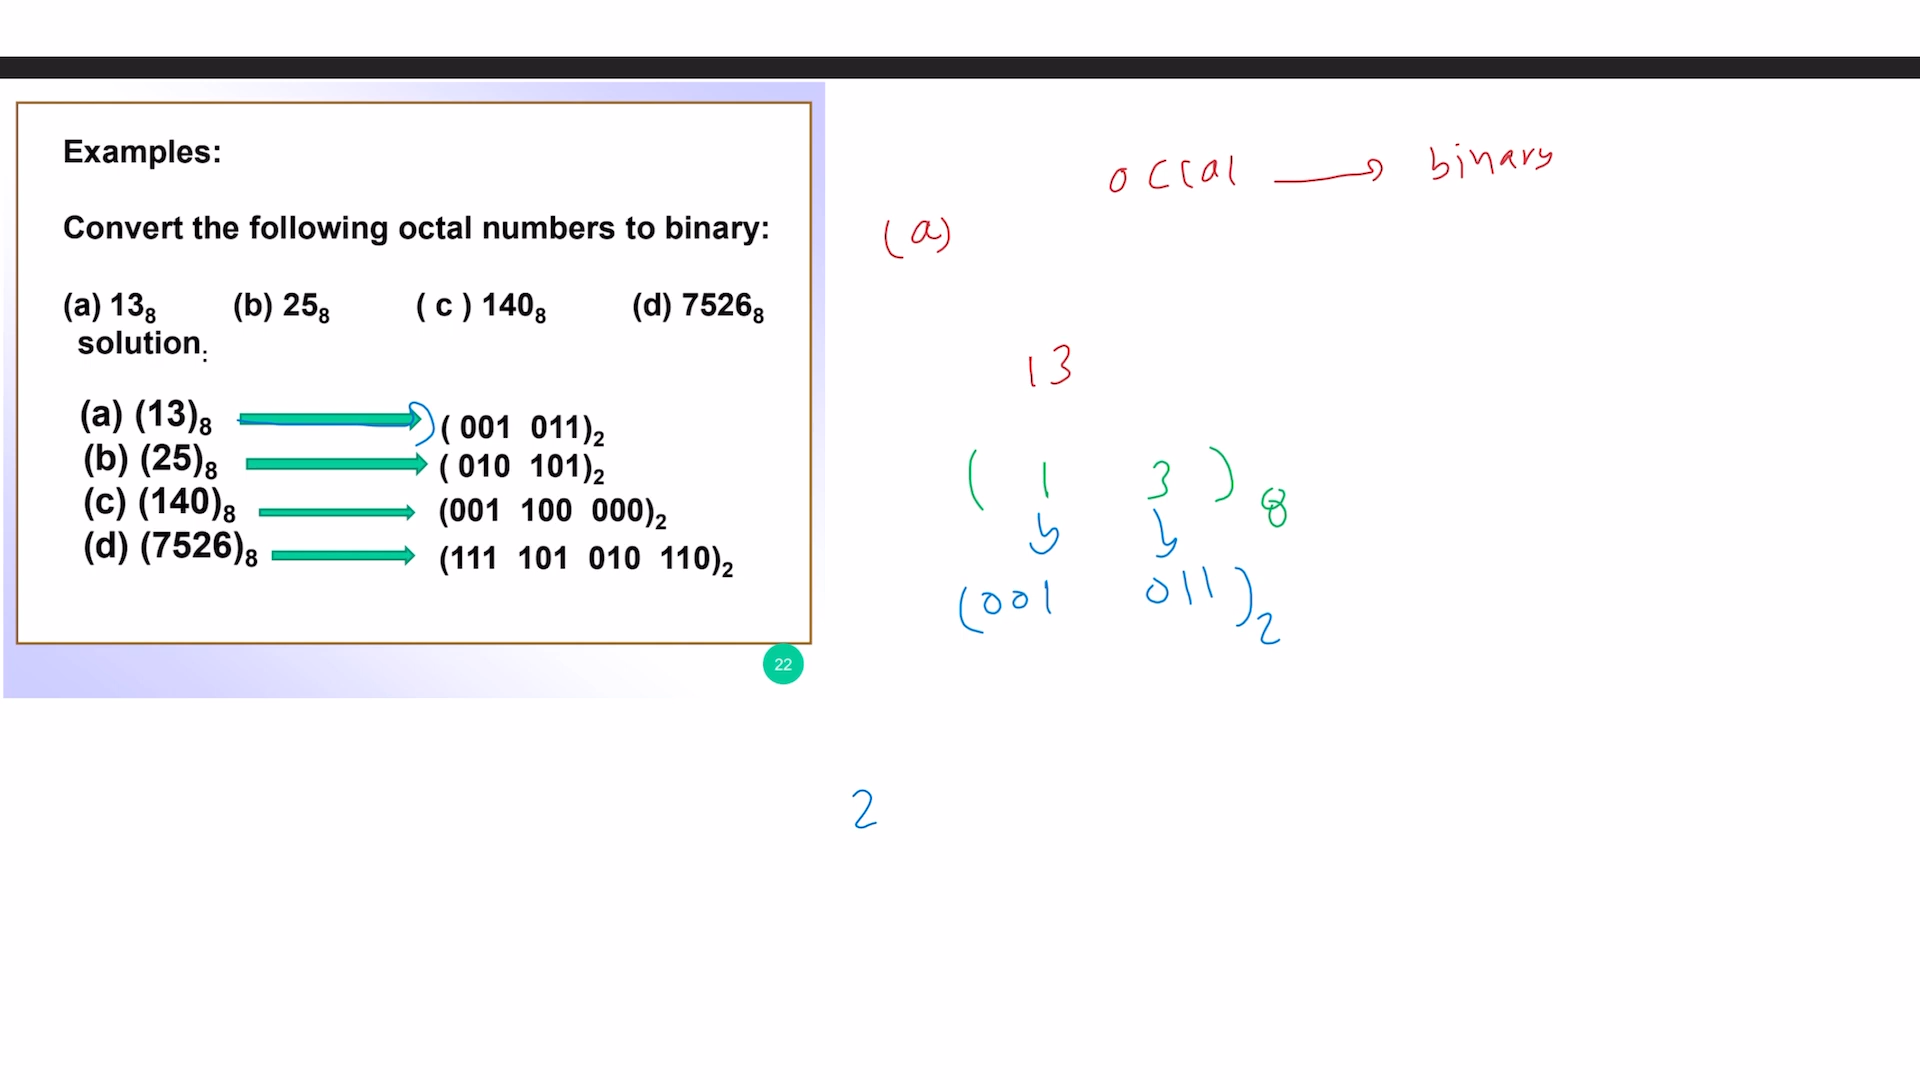 Examples:
Convert the following octal numbers to binary:
(a) 13₈ (b) 25₈ ( c ) 140₈ (d) 7526₈
solution:
(a) (13)₈ ( 001 011)₂
(b) (25)₈ ( 010 101)₂
(c) (140)₈ (001 100 000)₂
(d) (7526)₈ (111 101 010 110)₂
22
octal → binary
(a)
13
( 1 3 )₈
(001 011)₂
2